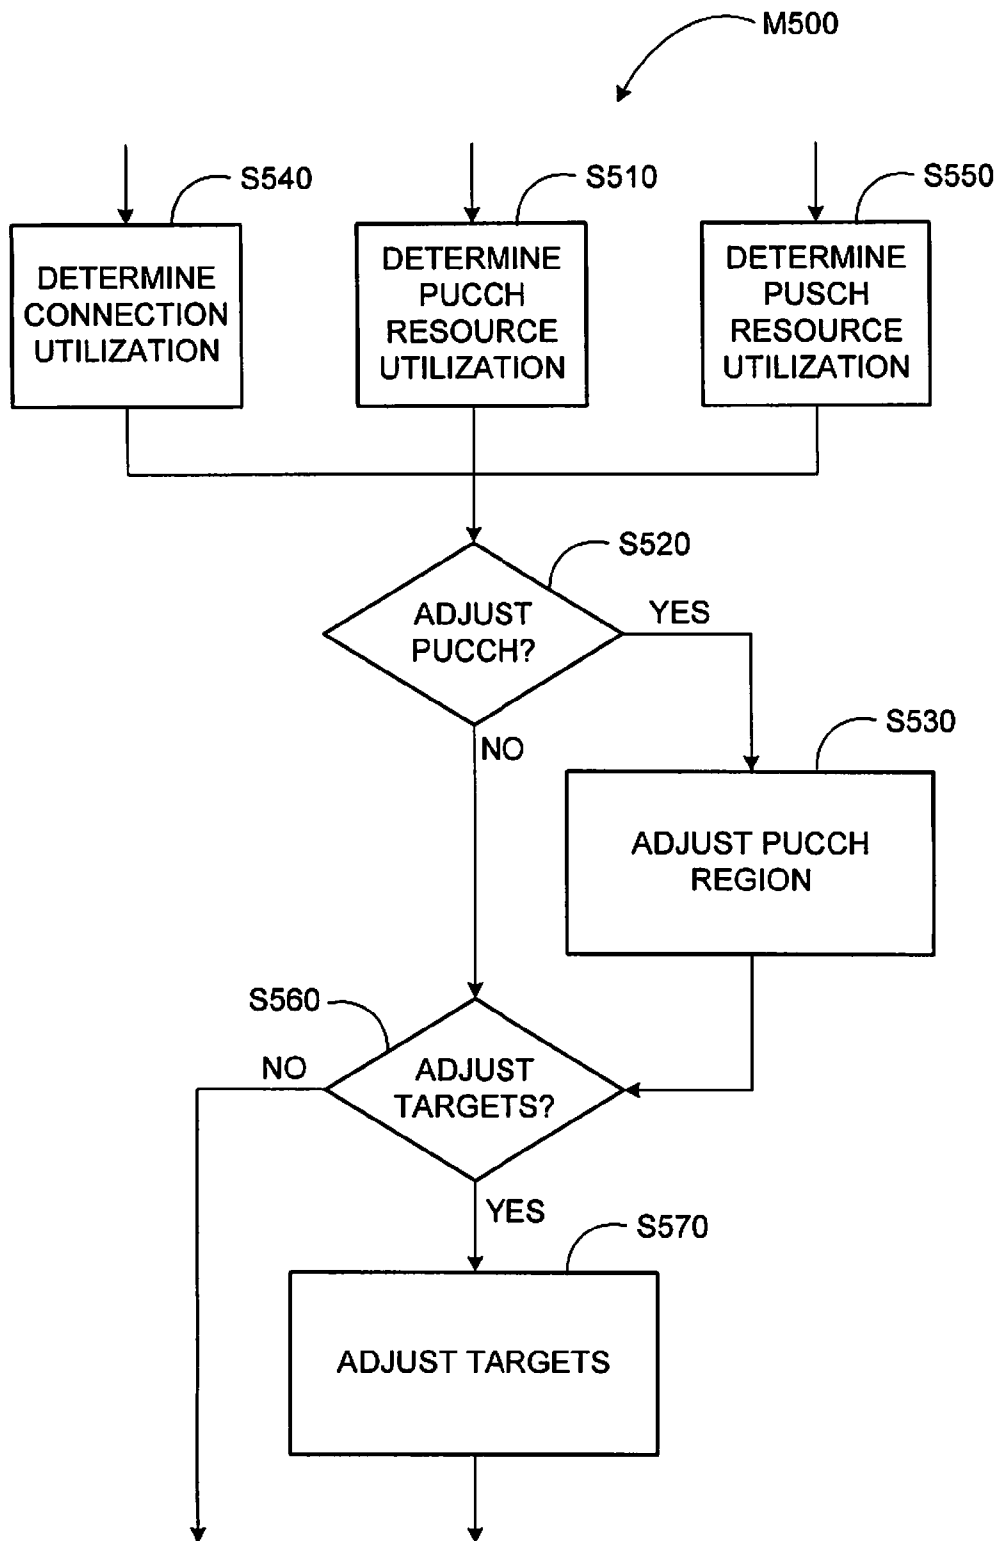 M500
S540
S510
S550
DETERMINE
CONNECTION
UTILIZATION
DETERMINE
PUCCH
RESOURCE
UTILIZATION
DETERMINE
PUSCH
RESOURCE
UTILIZATION
S520
ADJUST
PUCCH?
YES
NO
S530
ADJUST PUCCH
REGION
S560
NO
ADJUST
TARGETS?
YES
S570
ADJUST TARGETS